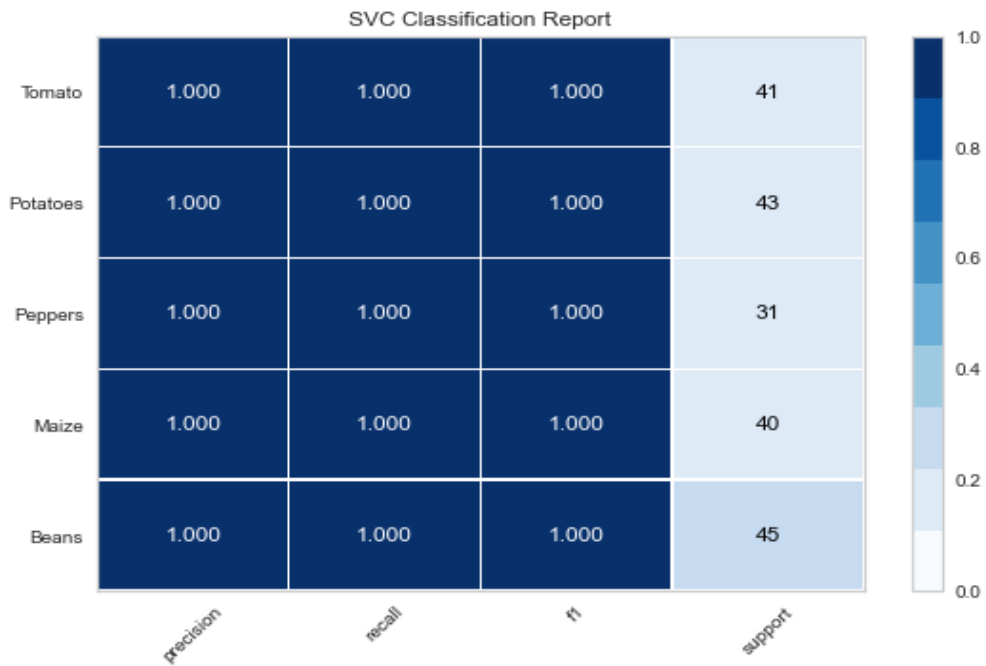 SVC Classification Report
Tomato 1.000 1.000 1.000 41
Potatoes 1.000 1.000 1.000 43
Peppers 1.000 1.000 1.000 31
Maize 1.000 1.000 1.000 40
Beans 1.000 1.000 1.000 45
precision recall f1 support
1.0
0.8
0.6
0.4
0.2
0.0